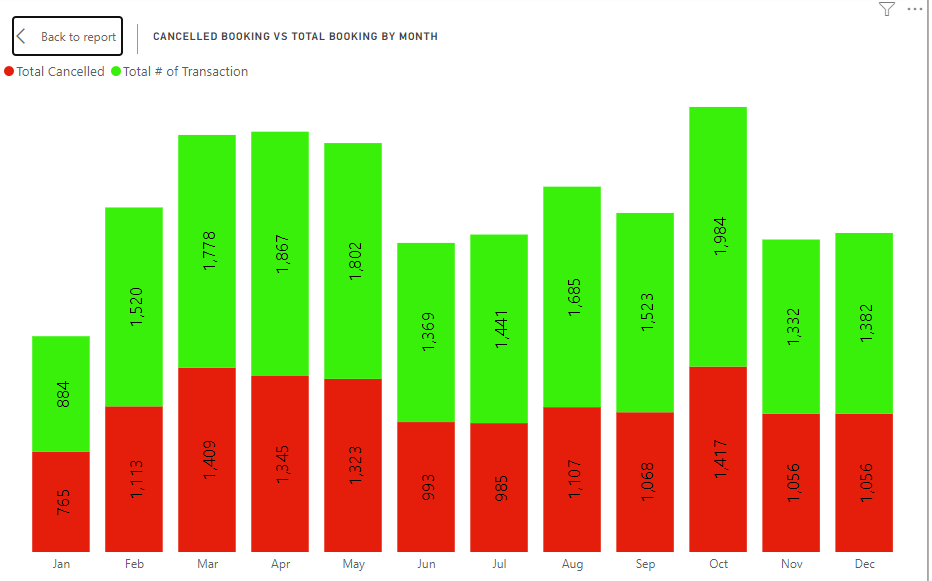 Back to report
CANCELLED BOOKING VS TOTAL BOOKING BY MONTH
Total Cancelled Total # of Transaction
884 1,520 1,778 1,867 1,802 1,369 1,441 1,685 1,523 1,984 1,332 1,382
765 1,113 1,409 1,345 1,323 993 985 1,107 1,068 1,417 1,056 1,056
Jan Feb Mar Apr May Jun Jul Aug Sep Oct Nov Dec